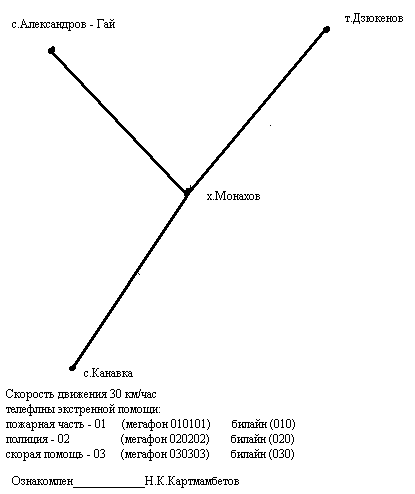 с.Александров - Гай
т.Дзюкенов
х.Монахов
с.Канавка
Скорость движения 30 км/час
телефлны экстренной помощи:
пожарная часть - 01 (мегафон 010101) билайн (010)
полиция - 02 (мегафон 020202) билайн (020)
скорая помощь - 03 (мегафон 030303) билайн (030)
Ознакомлен____________Н.К.Картмамбетов